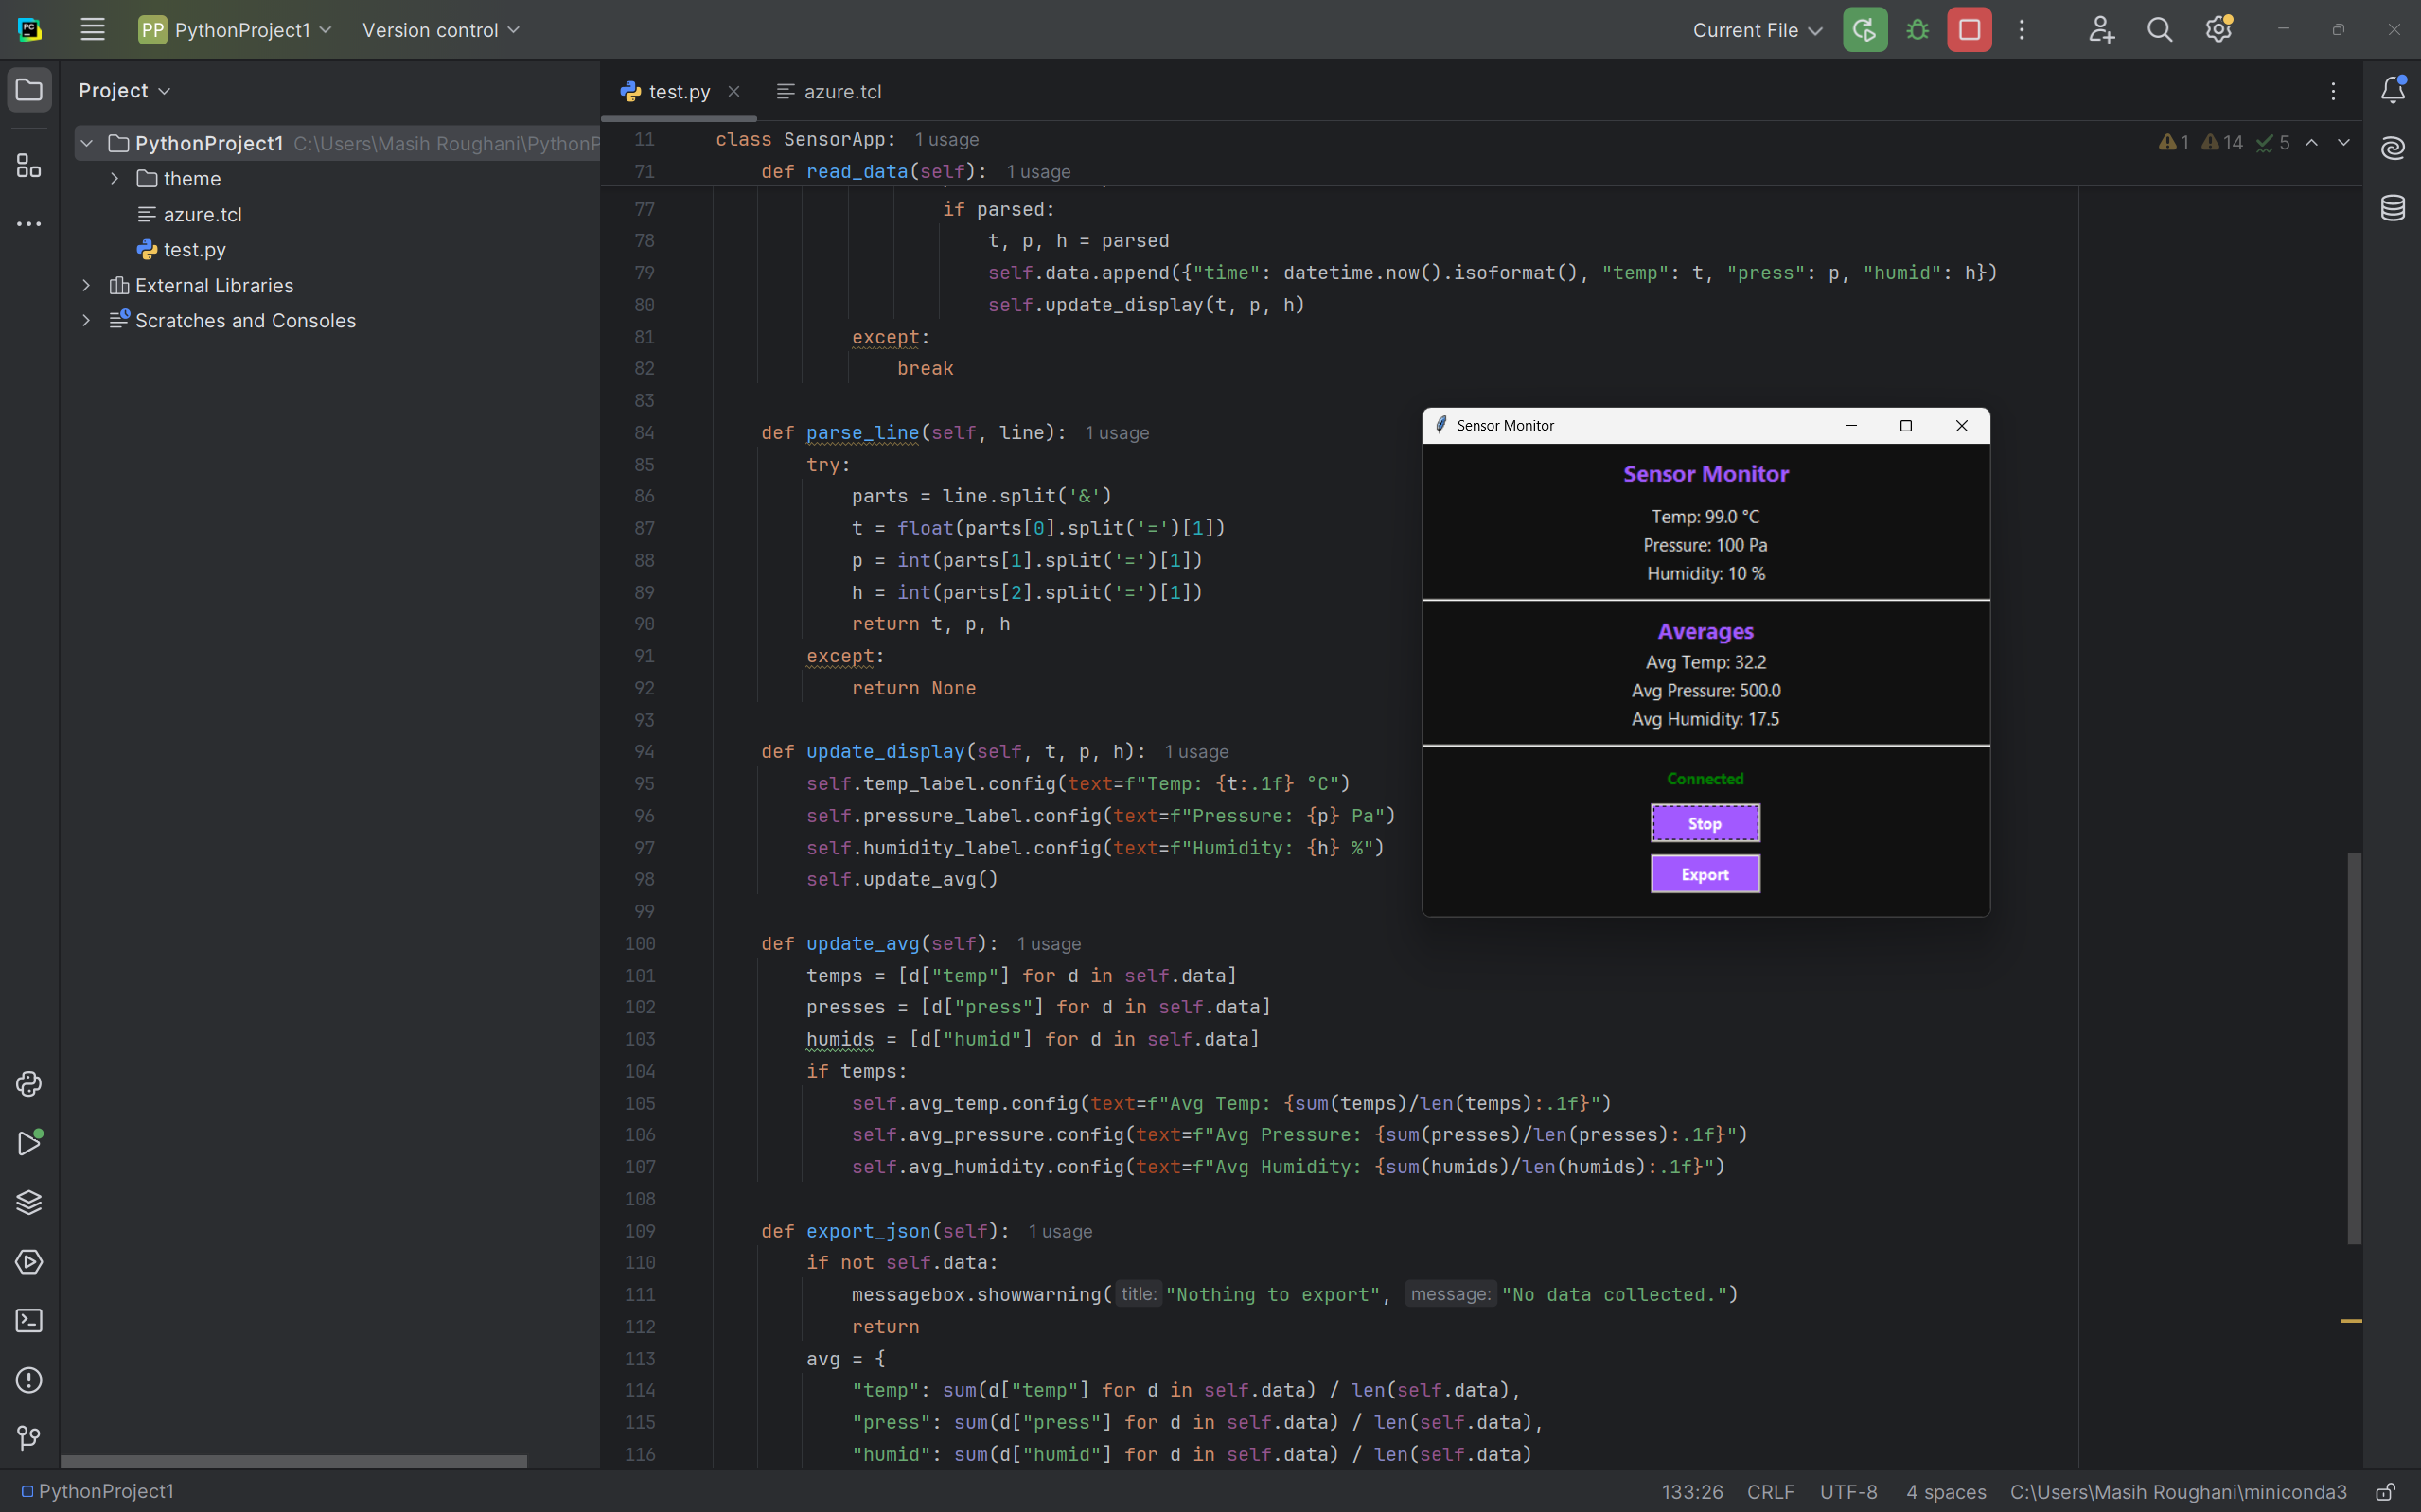 PC
PP PythonProject1
Version control
Current File
Project
PythonProject1 C:\Users\Masih Roughani\PythonP
theme
azure.tcl
test.py
External Libraries
Scratches and Consoles
test.py
azure.tcl
1 14 5
11 class SensorApp: 1 usage
71 def read_data(self): 1 usage
77 if parsed:
78 t, p, h = parsed
79 self.data.append({"time": datetime.now().isoformat(), "temp": t, "press": p, "humid": h})
80 self.update_display(t, p, h)
81 except:
82 break
83
84 def parse_line(self, line): 1 usage
85 try:
86 parts = line.split('&')
87 t = float(parts[0].split('=')[1])
88 p = int(parts[1].split('=')[1])
89 h = int(parts[2].split('=')[1])
90 return t, p, h
91 except:
92 return None
93
94 def update_display(self, t, p, h): 1 usage
95 self.temp_label.config(text=f"Temp: {t:.1f} °C")
96 self.pressure_label.config(text=f"Pressure: {p} Pa")
97 self.humidity_label.config(text=f"Humidity: {h} %")
98 self.update_avg()
99
100 def update_avg(self): 1 usage
101 temps = [d["temp"] for d in self.data]
102 presses = [d["press"] for d in self.data]
103 humids = [d["humid"] for d in self.data]
104 if temps:
105 self.avg_temp.config(text=f"Avg Temp: {sum(temps)/len(temps):.1f}")
106 self.avg_pressure.config(text=f"Avg Pressure: {sum(presses)/len(presses):.1f}")
107 self.avg_humidity.config(text=f"Avg Humidity: {sum(humids)/len(humids):.1f}")
108
109 def export_json(self): 1 usage
110 if not self.data:
111 messagebox.showwarning( title: "Nothing to export", message: "No data collected.")
112 return
113 avg = {
114 "temp": sum(d["temp"] for d in self.data) / len(self.data),
115 "press": sum(d["press"] for d in self.data) / len(self.data),
116 "humid": sum(d["humid"] for d in self.data) / len(self.data)
Sensor Monitor
Sensor Monitor
Temp: 99.0 °C
Pressure: 100 Pa
Humidity: 10 %
Averages
Avg Temp: 32.2
Avg Pressure: 500.0
Avg Humidity: 17.5
Connected
Stop
Export
PythonProject1
133:26 CRLF UTF-8 4 spaces C:\Users\Masih Roughani\miniconda3